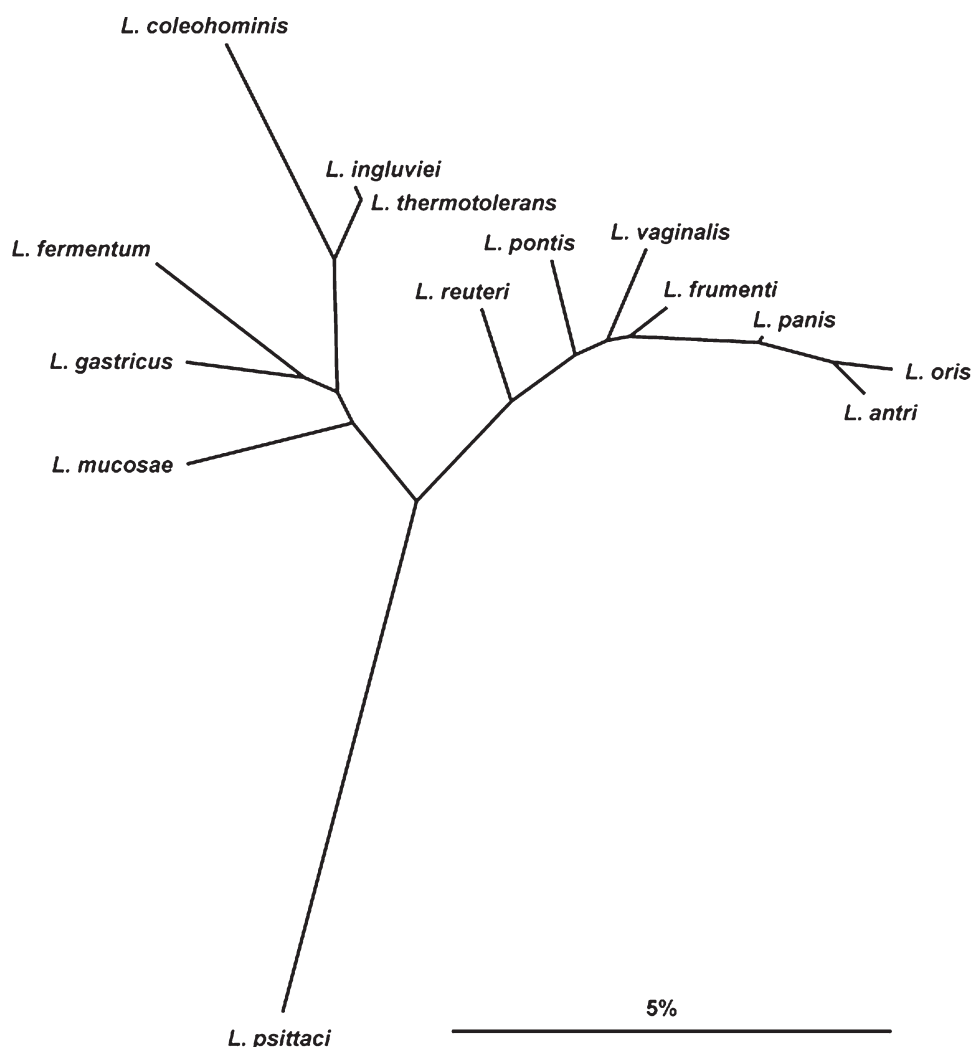 L. coleohominis
L. ingluviei
L. thermotolerans
L. fermentum
L. vaginalis
L. pontis
L. reuteri
L. frumenti
L. panis
L. gastricus
L. oris
L. antri
L. mucosae
5%
L. psittaci